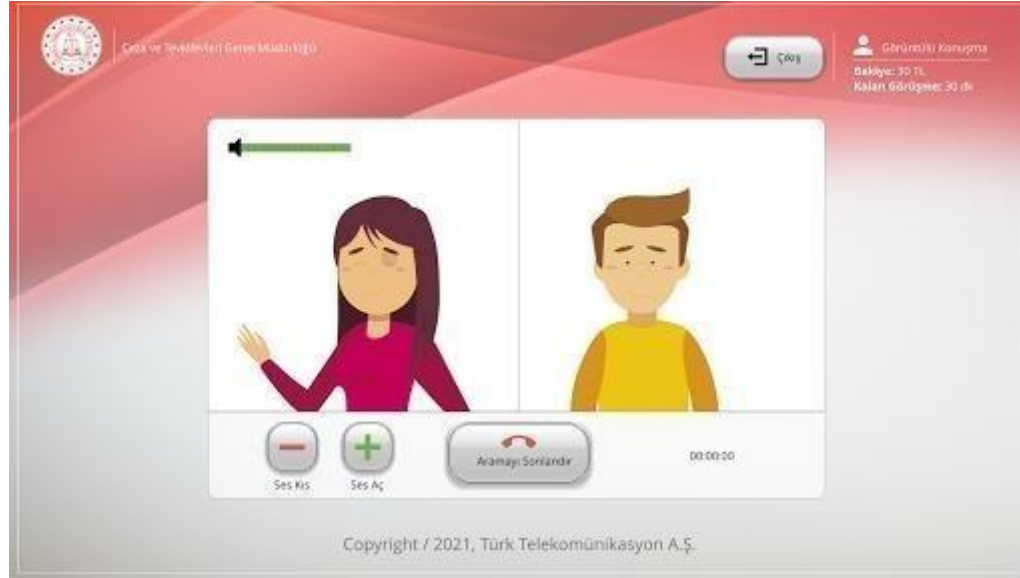 Ceza ve Tevkifevleri Genel Müdürlüğü
Çıkış
Görüntülü Konuşma
Bakiye: 30 TL
Kalan Görüşme: 30 dk
Ses Kıs
Ses Aç
Aramayı Sonlandır
00:00:00
Copyright / 2021, Türk Telekomünikasyon A.Ş.